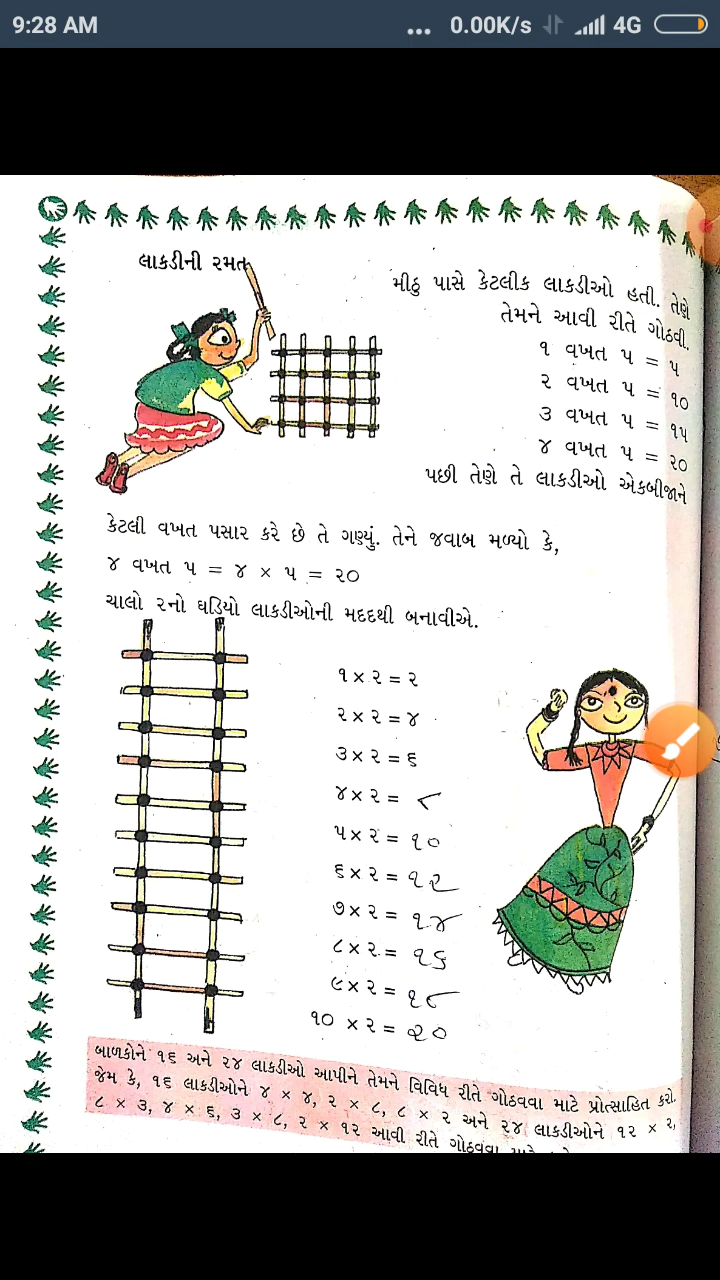 9:28 AM
... 0.00K/s 4G
લાકડીની રમત
મીઠુ પાસે કેટલીક લાકડીઓ હતી. તેણે
તેમને આવી રીતે ગોઠવી.
૧ વખત ૫ = ૫
૨ વખત ૫ = ૧૦
૩ વખત ૫ = ૧૫
૪ વખત ૫ = ૨૦
પછી તેણે તે લાકડીઓ એકબીજાને
કેટલી વખત પસાર કરે છે તે ગણ્યું. તેને જવાબ મળ્યો કે,
૪ વખત ૫ = ૪ × ૫ = ૨૦
ચાલો ૨નો ઘડિયો લાકડીઓની મદદથી બનાવીએ.
૧ × ૨ = ૨
૨ × ૨ = ૪
૩ × ૨ = ૬
૪ × ૨ = ૮
૫ × ૨ = ૧૦
૬ × ૨ = ૧૨
૭ × ૨ = ૧૪
૮ × ૨ = ૧૬
૯ × ૨ = ૧૮
૧૦ × ૨ = ૨૦
બાળકોને ૧૬ અને ૨૪ લાકડીઓ આપીને તેમને વિવિધ રીતે ગોઠવવા માટે પ્રોત્સાહિત કરો.
જેમ કે, ૧૬ લાકડીઓને ૪ × ૪, ૨ × ૮, ૮ × ૨ અને ૨૪ લાકડીઓને ૧૨ × ૨,
૮ × ૩, ૪ × ૬, ૩ × ૮, ૨ × ૧૨ આવી રીતે ગોઠવવા